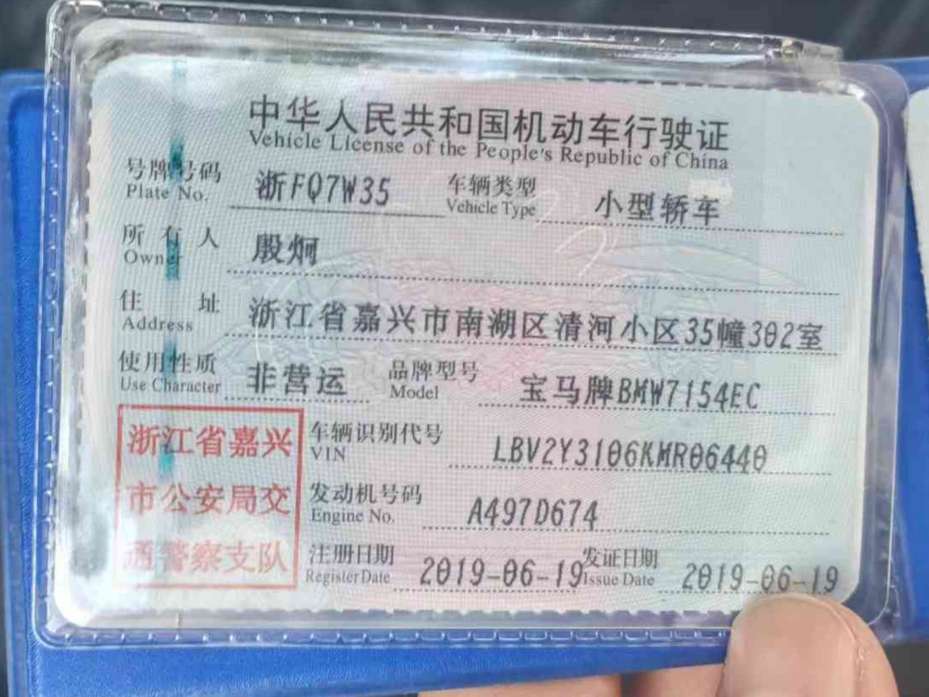 中华人民共和国机动车行驶证
Vehicle License of the People's Republic of China
号牌号码 浙FQ7W35 车辆类型 小型轿车
Plate No. Vehicle Type
所有人 殷炯
Owner
住址 浙江省嘉兴市南湖区清河小区35幢302室
Address
使用性质 非营运 品牌型号 宝马牌BMW7154EC
Use Character Model
浙江省嘉兴
市公安局交
通警察支队
车辆识别代号 LBV2Y3106KMR06440
VIN
发动机号码 A497D674
Engine No.
注册日期 2019-06-19 发证日期 2019-06-19
Register Date Issue Date